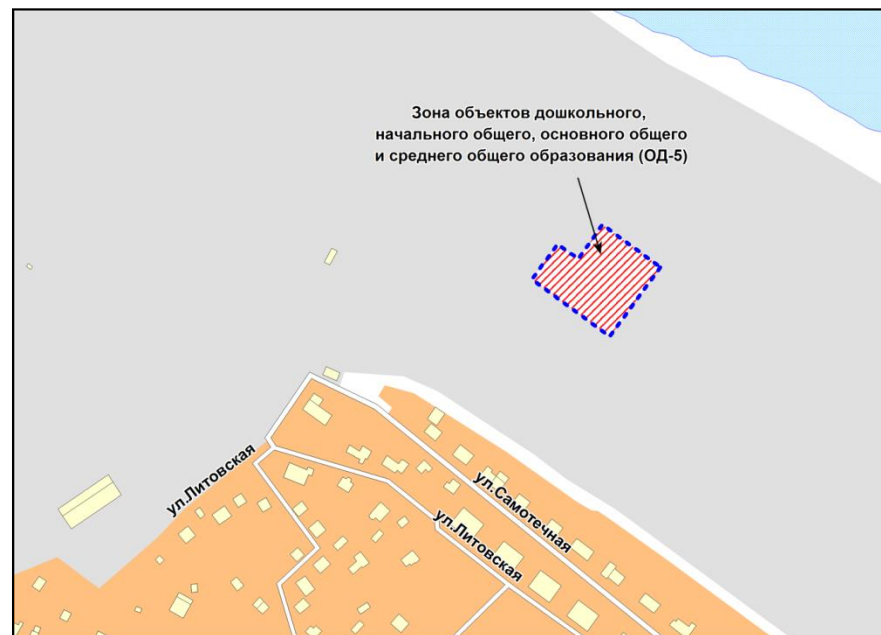 Зона объектов дошкольного,
начального общего, основного общего
и среднего общего образования (ОД-5)
ул.Литовская
ул.Самотечная
ул.Литовская